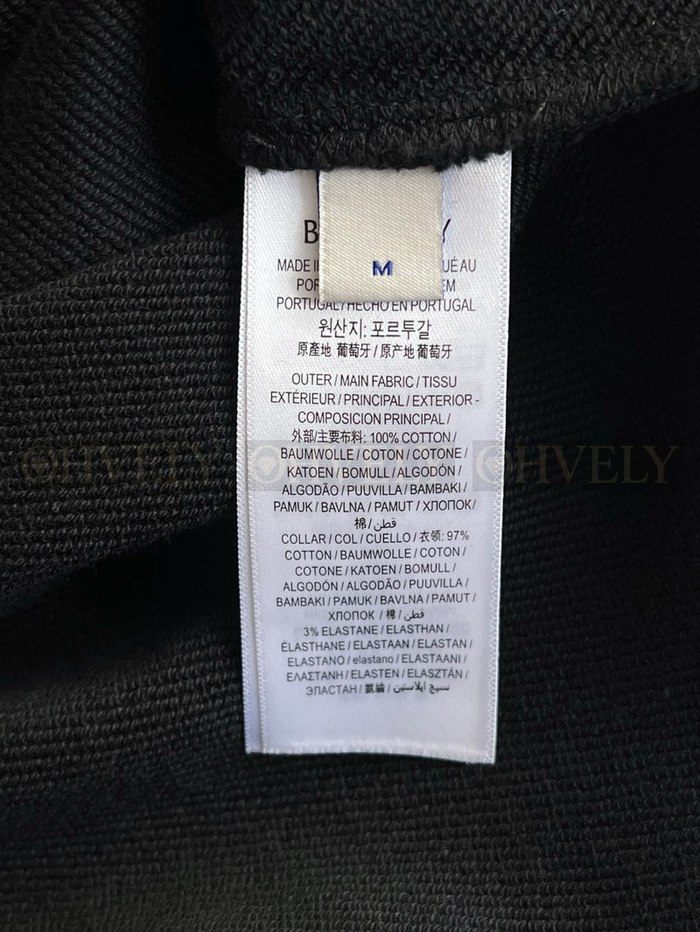 B Y
M
MADE I UÉ AU
POR EM
PORTUGAL/HECHO EN PORTUGAL
원산지: 포르투갈
原產地 葡萄牙 / 原产地 葡萄牙
OUTER / MAIN FABRIC / TISSU
EXTÉRIEUR / PRINCIPAL / EXTERIOR -
COMPOSICION PRINCIPAL /
外部/主要布料: 100% COTTON /
BAUMWOLLE / COTON / COTONE /
KATOEN / BOMULL / ALGODÓN /
ALGODÃO / PUUVILLA / BAMBAKI /
PAMUK / BAVLNA / PAMUT / ХЛОПОК/
棉/ قطن
COLLAR / COL / CUELLO / 衣领: 97%
COTTON / BAUMWOLLE / COTON /
COTONE / KATOEN / BOMULL /
ALGODÓN / ALGODÃO / PUUVILLA /
BAMBAKI / PAMUK / BAVLNA / PAMUT /
ХЛОПОК / 棉 / قطن
3% ELASTANE / ELASTHAN /
ÉLASTHANE / ELASTAAN / ELASTAN /
ELASTANO / elastano / ELASTAANI /
ΕΛΑΣΤΑΝΗ / ELASTEN / ELASZTÁN /
ЭЛАСТАН / 氨綸 / نسيج ايلاستين
OHVELY OHVELY